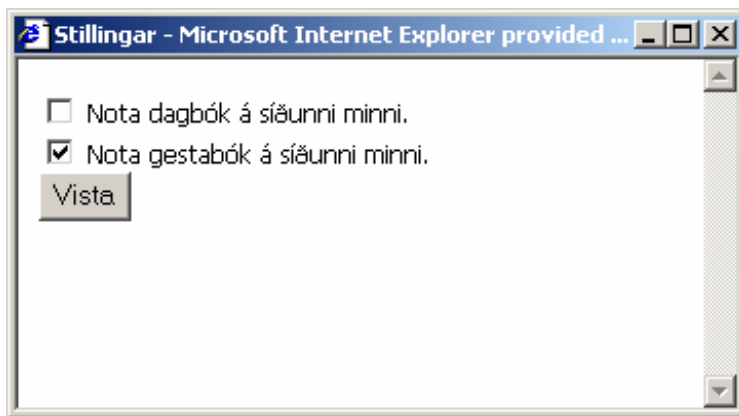 Stillingar - Microsoft Internet Explorer provided ...
Nota dagbók á síðunni minni.
Nota gestabók á síðunni minni.
Vista